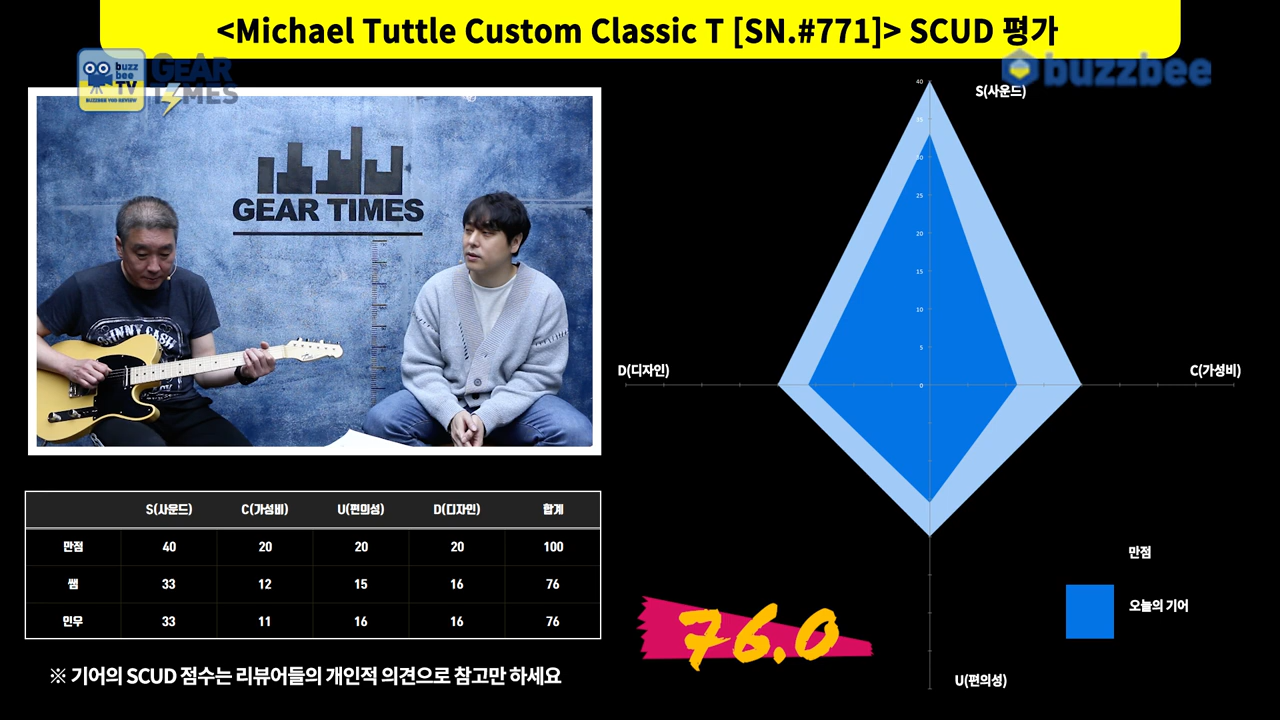 <Michael Tuttle Custom Classic T [SN.#771]> SCUD 평가
buzz
bee
TV
BUZZBEE VOD REVIEW
GEAR
TIMES
buzzbee
GEAR TIMES
JOHNNY CASH
S(사운드)
40
35
30
25
20
15
10
5
0
D(디자인)
C(가성비)
U(편의성)
만점
오늘의 기어
S(사운드) C(가성비) U(편의성) D(디자인) 합계
만점 40 20 20 20 100
쌤 33 12 15 16 76
민우 33 11 16 16 76
76.0
※ 기어의 SCUD 점수는 리뷰어들의 개인적 의견으로 참고만 하세요